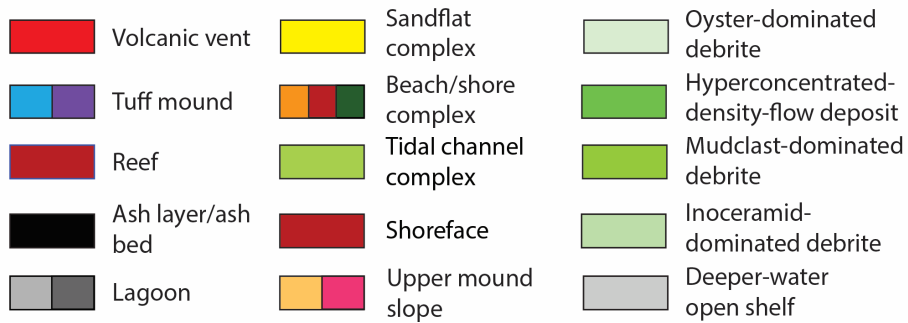 Volcanic vent
Tuff mound
Reef
Ash layer/ash
bed
Lagoon
Sandflat
complex
Beach/shore
complex
Tidal channel
complex
Shoreface
Upper mound
slope
Oyster-dominated
debrite
Hyperconcentrated-
density-flow deposit
Mudclast-dominated
debrite
Inoceramid-
dominated debrite
Deeper-water
open shelf